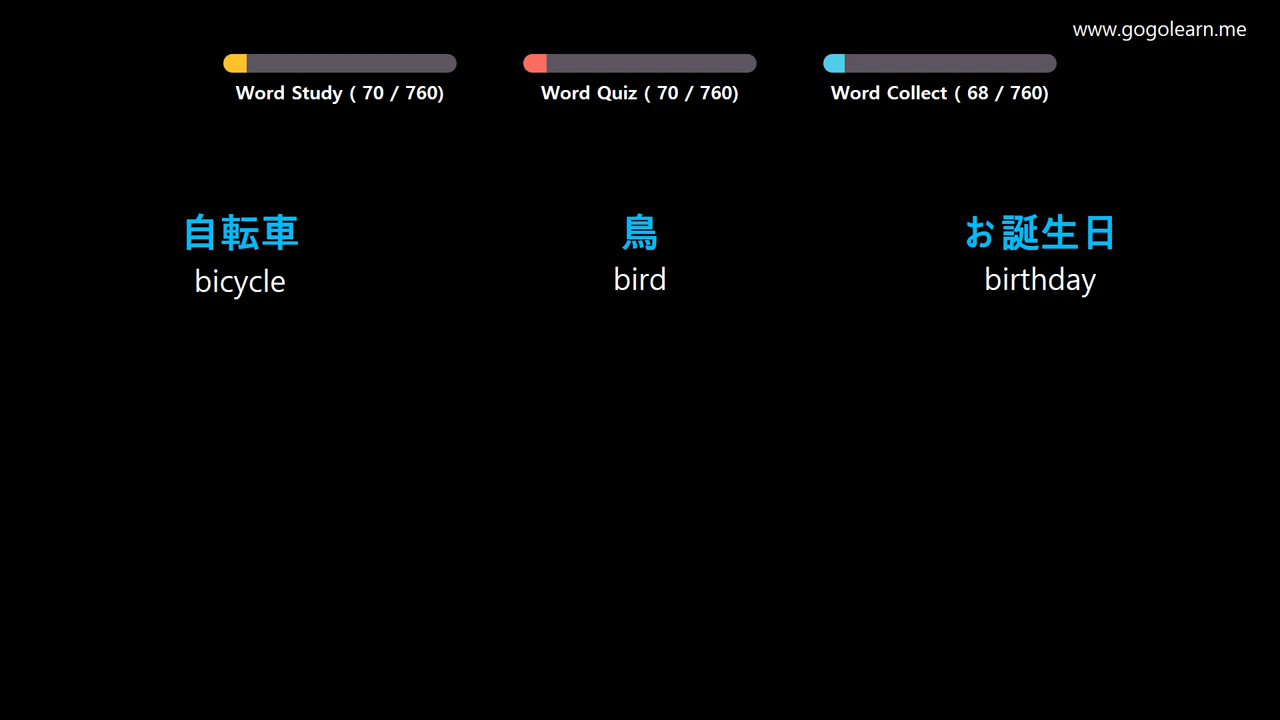 www.gogolearn.me
Word Study ( 70 / 760)
Word Quiz ( 70 / 760)
Word Collect ( 68 / 760)
自転車
bicycle
鳥
bird
お誕生日
birthday